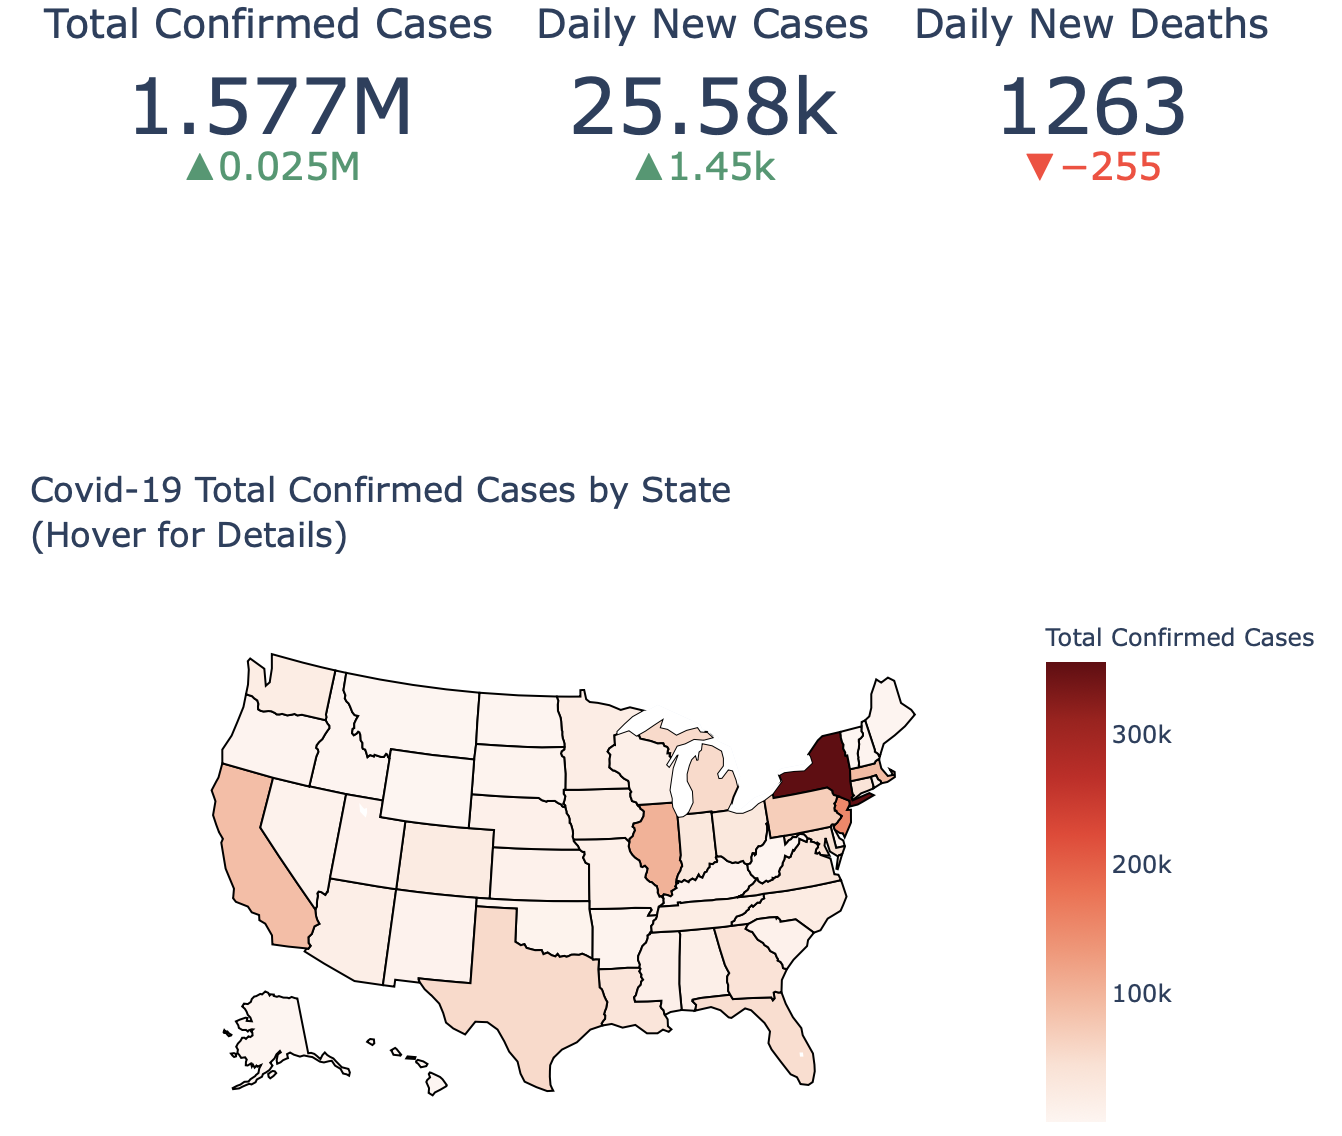 Total Confirmed Cases
Daily New Cases
Daily New Deaths
1.577M
25.58k
1263
▲0.025M
▲1.45k
▼−255
Covid-19 Total Confirmed Cases by State
(Hover for Details)
Total Confirmed Cases
300k
200k
100k